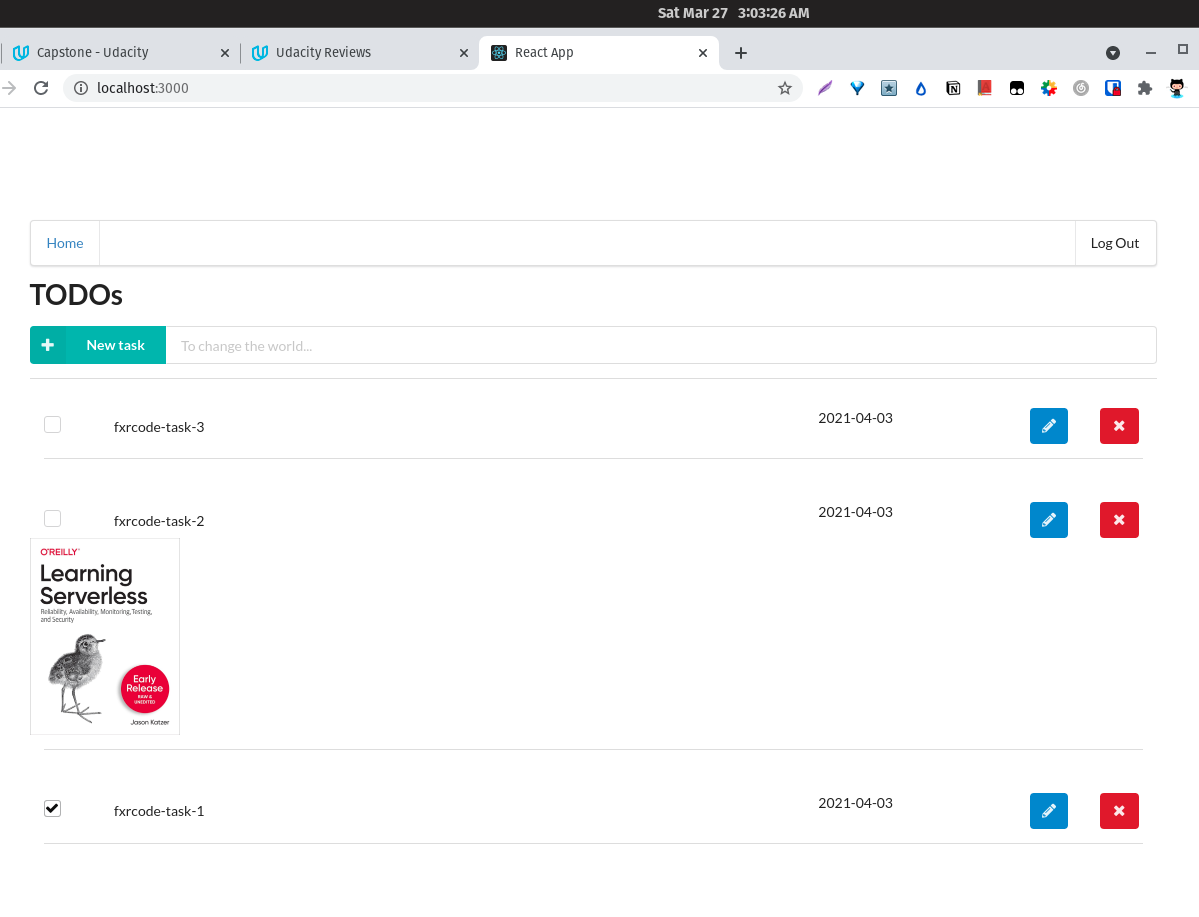 Sat Mar 27 3:03:26 AM
Capstone - Udacity
Udacity Reviews
React App
localhost:3000
Home
Log Out
TODOs
New task
To change the world...
fxrcode-task-3
2021-04-03
fxrcode-task-2
2021-04-03
O'REILLY
Learning
Serverless
Reliability, Availability, Monitoring, Testing,
and Security
Early
Release
RAW &
UNEDITED
Jason Katzer
fxrcode-task-1
2021-04-03